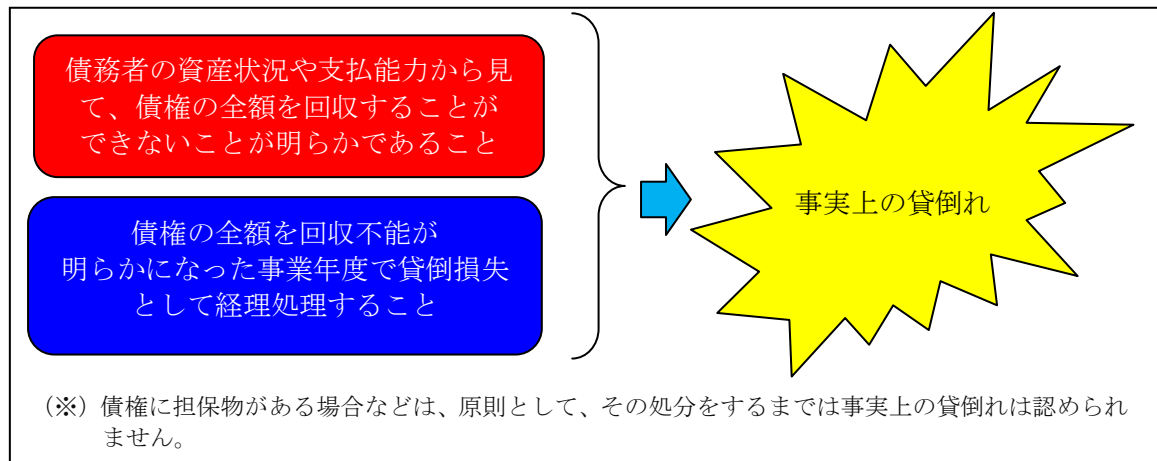 債務者の資産状況や支払能力から見
て、債権の全額を回収することが
できないことが明らかであること
債権の全額を回収不能が
明らかになった事業年度で貸倒損失
として経理処理すること
事実上の貸倒れ
(※) 債権に担保物がある場合などは、原則として、その処分をするまでは事実上の貸倒れは認められ
ません。